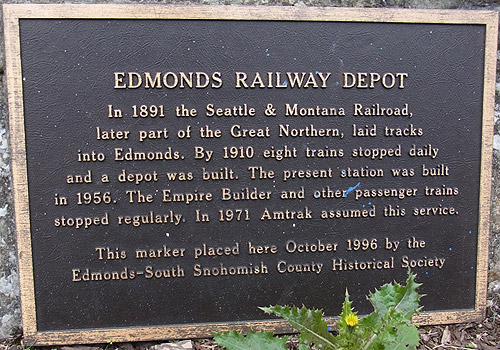 EDMONDS RAILWAY DEPOT
In 1891 the Seattle & Montana Railroad,
later part of the Great Northern, laid tracks
into Edmonds. By 1910 eight trains stopped daily
and a depot was built. The present station was built
in 1956. The Empire Builder and other passenger trains
stopped regularly. In 1971 Amtrak assumed this service.
This marker placed here October 1996 by the
Edmonds-South Snohomish County Historical Society